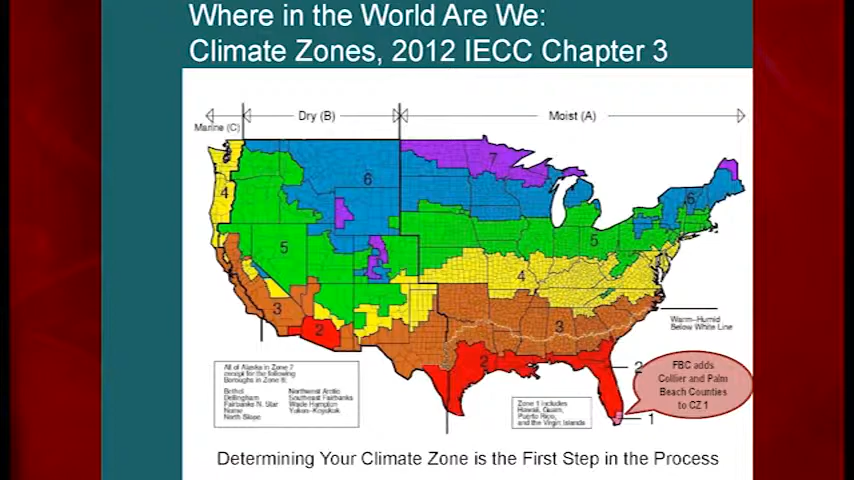 Where in the World Are We:
Climate Zones, 2012 IECC Chapter 3
Marine (C)
Dry (B)
Moist (A)
7
6
6
4
5
5
4
3
3
2
2
Warm-Humid
Below White Line
2
1
FBC adds
Collier and Palm
Beach Counties
to CZ 1
All of Alaska in Zone 7
except for the following
Boroughs in Zone 8:
Bethel
Dellingham
Fairbanks N. Star
Nome
North Slope
Northwest Arctic
Southeast Fairbanks
Wade Hampton
Yukon-Koyukuk
Zone 1 includes
Hawaii, Guam,
Puerto Rico,
and the Virgin Islands
Determining Your Climate Zone is the First Step in the Process